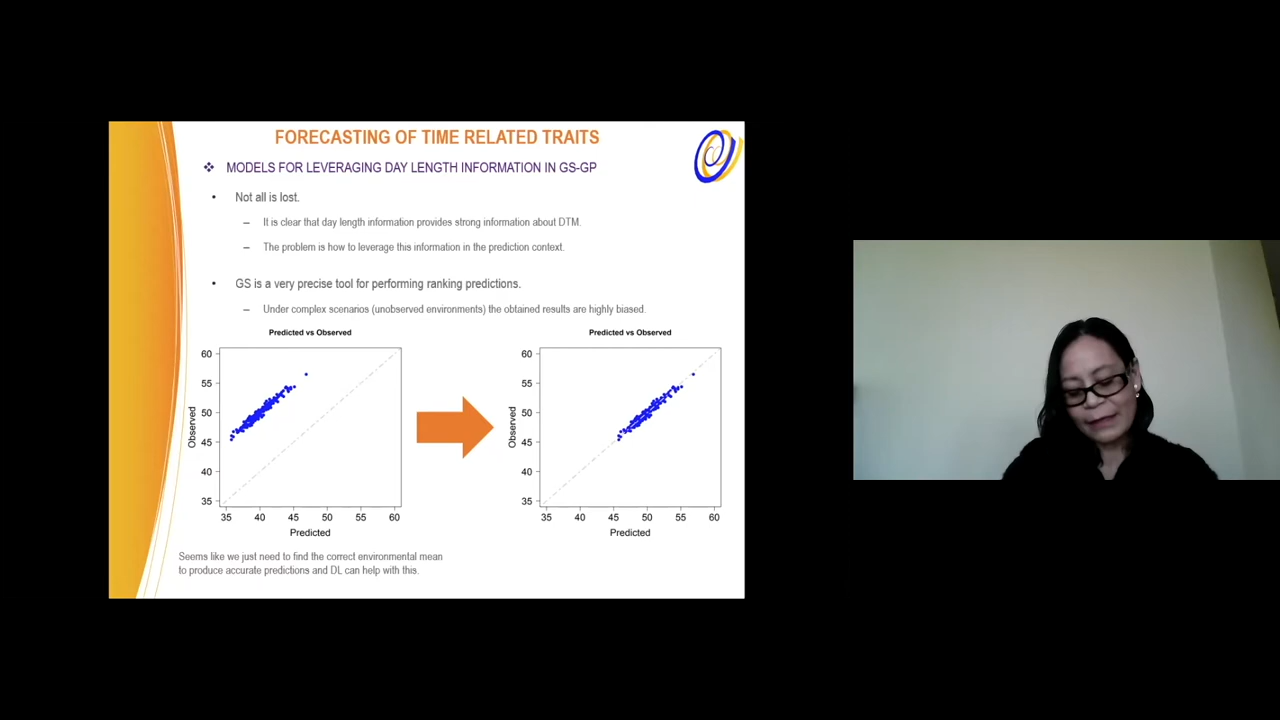 FORECASTING OF TIME RELATED TRAITS
❖ MODELS FOR LEVERAGING DAY LENGTH INFORMATION IN GS-GP
• Not all is lost.
– It is clear that day length information provides strong information about DTM.
– The problem is how to leverage this information in the prediction context.
• GS is a very precise tool for performing ranking predictions.
– Under complex scenarios (unobserved environments) the obtained results are highly biased.
Predicted vs Observed
60
55
50
45
40
35
Observed
35 40 45 50 55 60
Predicted
Predicted vs Observed
60
55
50
45
40
35
Observed
35 40 45 50 55 60
Predicted
Seems like we just need to find the correct environmental mean
to produce accurate predictions and DL can help with this.